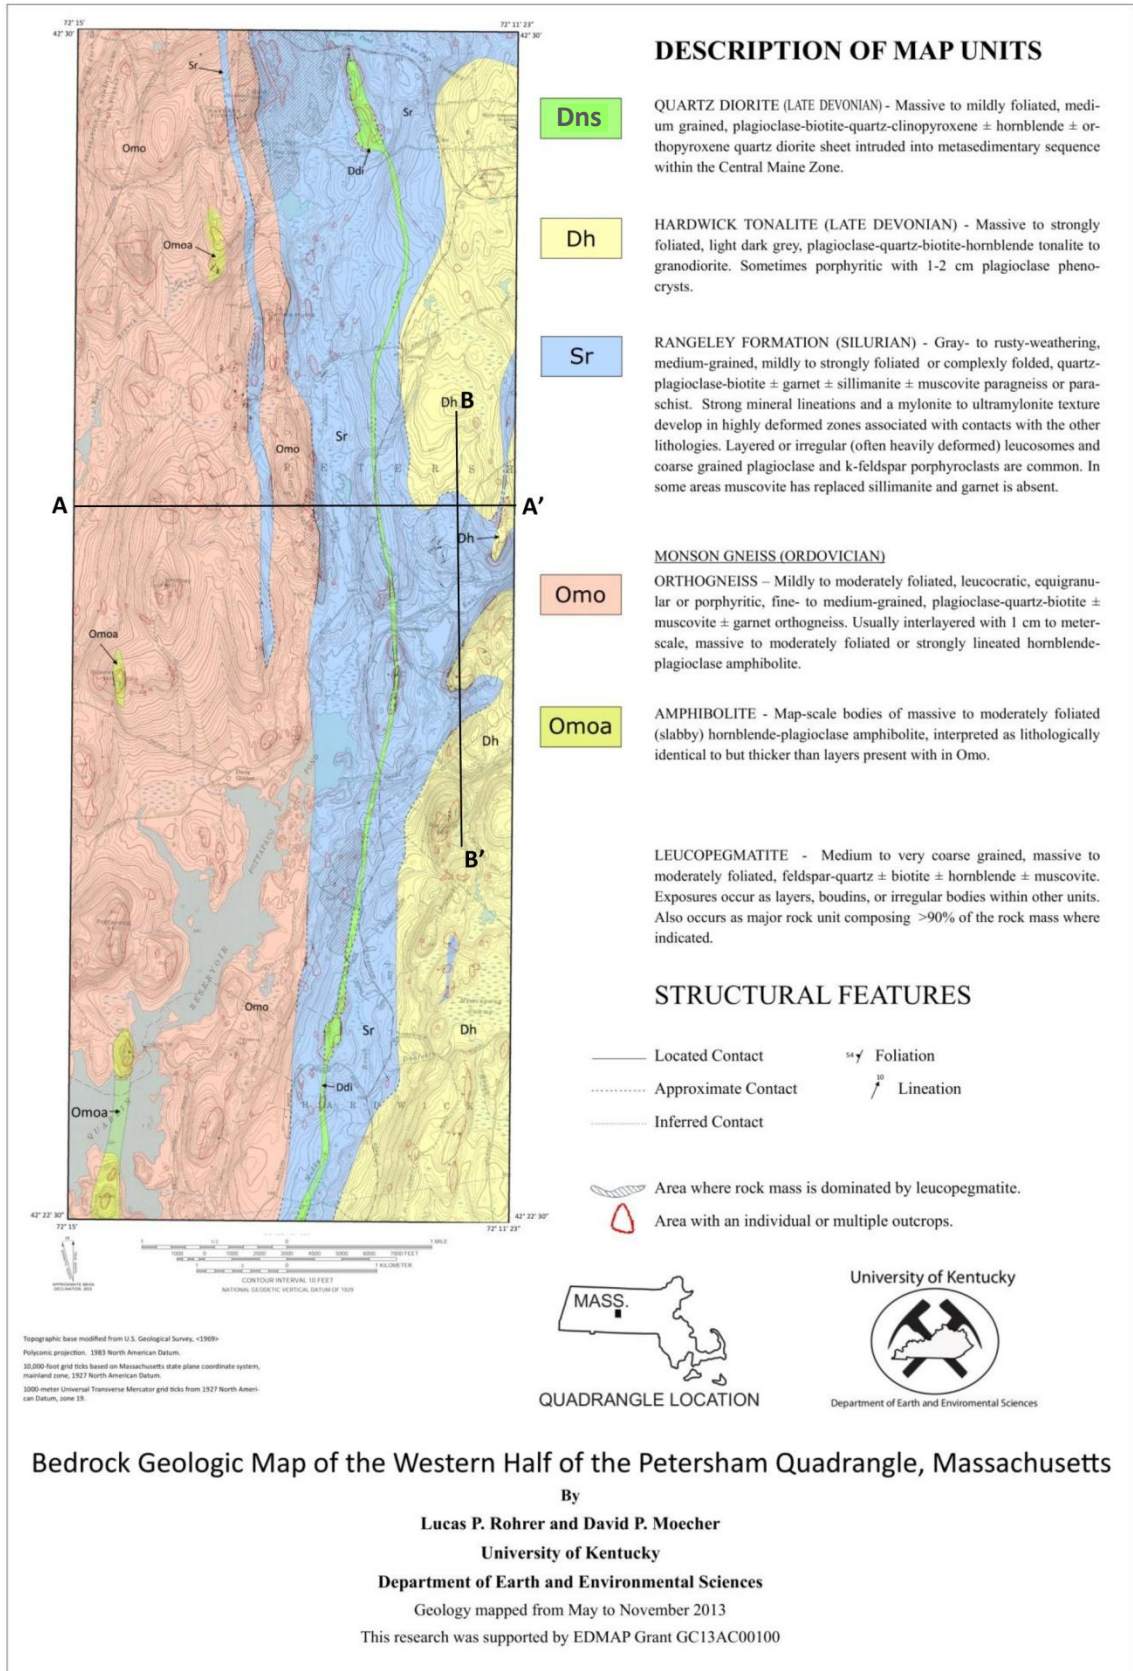 72° 15'
42° 30'
72° 11' 23"
42° 30'
Sr
Omo
Sr
Ddi
Omoa
Dh
B
Sr
Omo
P E T E R S H
A
A'
Dh
Omoa
Dh
POTTAPAUG
POND
B'
RESERVOIR
Omo
Sr
Dh
Ddi
H A R D W I C K
Omoa
QUABBIN
42° 22' 30"
72° 15'
42° 22' 30"
72° 11' 23"
1 MILE
1000 0 1000 2000 3000 4000 5000 6000 7000 FEET
1 KILOMETER
CONTOUR INTERVAL 10 FEET
NATIONAL GEODETIC VERTICAL DATUM OF 1929
Topographic base modified from U.S. Geological Survey, <1969>
Polyconic projection. 1983 North American Datum.
10,000-foot grid ticks based on Massachusetts state plane coordinate system,
mainland zone, 1927 North American Datum.
1000-meter Universal Transverse Mercator grid ticks from 1927 North Ameri-
can Datum, zone 19.
DESCRIPTION OF MAP UNITS
Dns
QUARTZ DIORITE (LATE DEVONIAN) - Massive to mildly foliated, medi-
um grained, plagioclase-biotite-quartz-clinopyroxene ± hornblende ± or-
thopyroxene quartz diorite sheet intruded into metasedimentary sequence
within the Central Maine Zone.
Dh
HARDWICK TONALITE (LATE DEVONIAN) - Massive to strongly
foliated, light dark grey, plagioclase-quartz-biotite-hornblende tonalite to
granodiorite. Sometimes porphyritic with 1-2 cm plagioclase pheno-
crysts.
Sr
RANGELEY FORMATION (SILURIAN) - Gray- to rusty-weathering,
medium-grained, mildly to strongly foliated or complexly folded, quartz-
plagioclase-biotite ± garnet ± sillimanite ± muscovite paragneiss or para-
schist. Strong mineral lineations and a mylonite to ultramylonite texture
develop in highly deformed zones associated with contacts with the other
lithologies. Layered or irregular (often heavily deformed) leucosomes and
coarse grained plagioclase and k-feldspar porphyroclasts are common. In
some areas muscovite has replaced sillimanite and garnet is absent.
MONSON GNEISS (ORDOVICIAN)
Omo
ORTHOGNEISS – Mildly to moderately foliated, leucocratic, equigranu-
lar or porphyritic, fine- to medium-grained, plagioclase-quartz-biotite ±
muscovite ± garnet orthogneiss. Usually interlayered with 1 cm to meter-
scale, massive to moderately foliated or strongly lineated hornblende-
plagioclase amphibolite.
Omoa
AMPHIBOLITE - Map-scale bodies of massive to moderately foliated
(slabby) hornblende-plagioclase amphibolite, interpreted as lithologically
identical to but thicker than layers present with in Omo.
LEUCOPEGMATITE - Medium to very coarse grained, massive to
moderately foliated, feldspar-quartz ± biotite ± hornblende ± muscovite.
Exposures occur as layers, boudins, or irregular bodies within other units.
Also occurs as major rock unit composing >90% of the rock mass where
indicated.
STRUCTURAL FEATURES
Located Contact
54 Foliation
Approximate Contact
10 Lineation
Inferred Contact
Area where rock mass is dominated by leucopegmatite.
Area with an individual or multiple outcrops.
MASS.
QUADRANGLE LOCATION
University of Kentucky
Department of Earth and Enviromental Sciences
Bedrock Geologic Map of the Western Half of the Petersham Quadrangle, Massachusetts
By
Lucas P. Rohrer and David P. Moecher
University of Kentucky
Department of Earth and Environmental Sciences
Geology mapped from May to November 2013
This research was supported by EDMAP Grant GC13AC00100